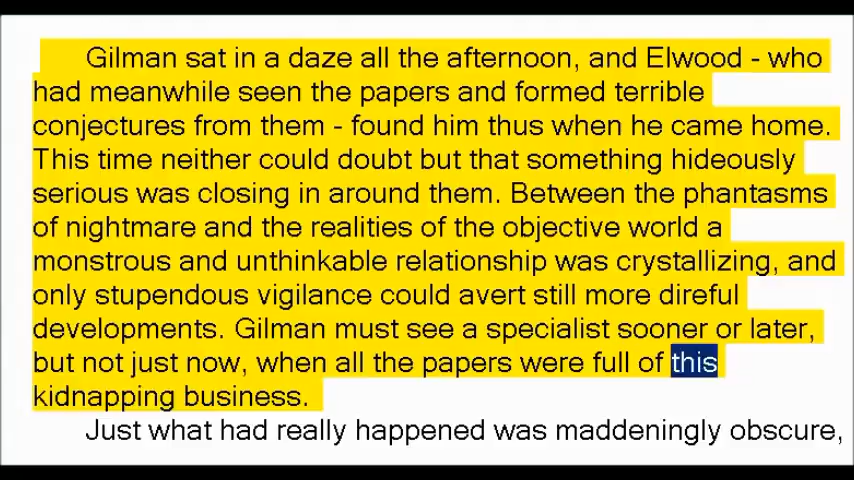 Gilman sat in a daze all the afternoon, and Elwood - who
had meanwhile seen the papers and formed terrible
conjectures from them - found him thus when he came home.
This time neither could doubt but that something hideously
serious was closing in around them. Between the phantasms
of nightmare and the realities of the objective world a
monstrous and unthinkable relationship was crystallizing, and
only stupendous vigilance could avert still more direful
developments. Gilman must see a specialist sooner or later,
but not just now, when all the papers were full of this
kidnapping business.
Just what had really happened was maddeningly obscure,